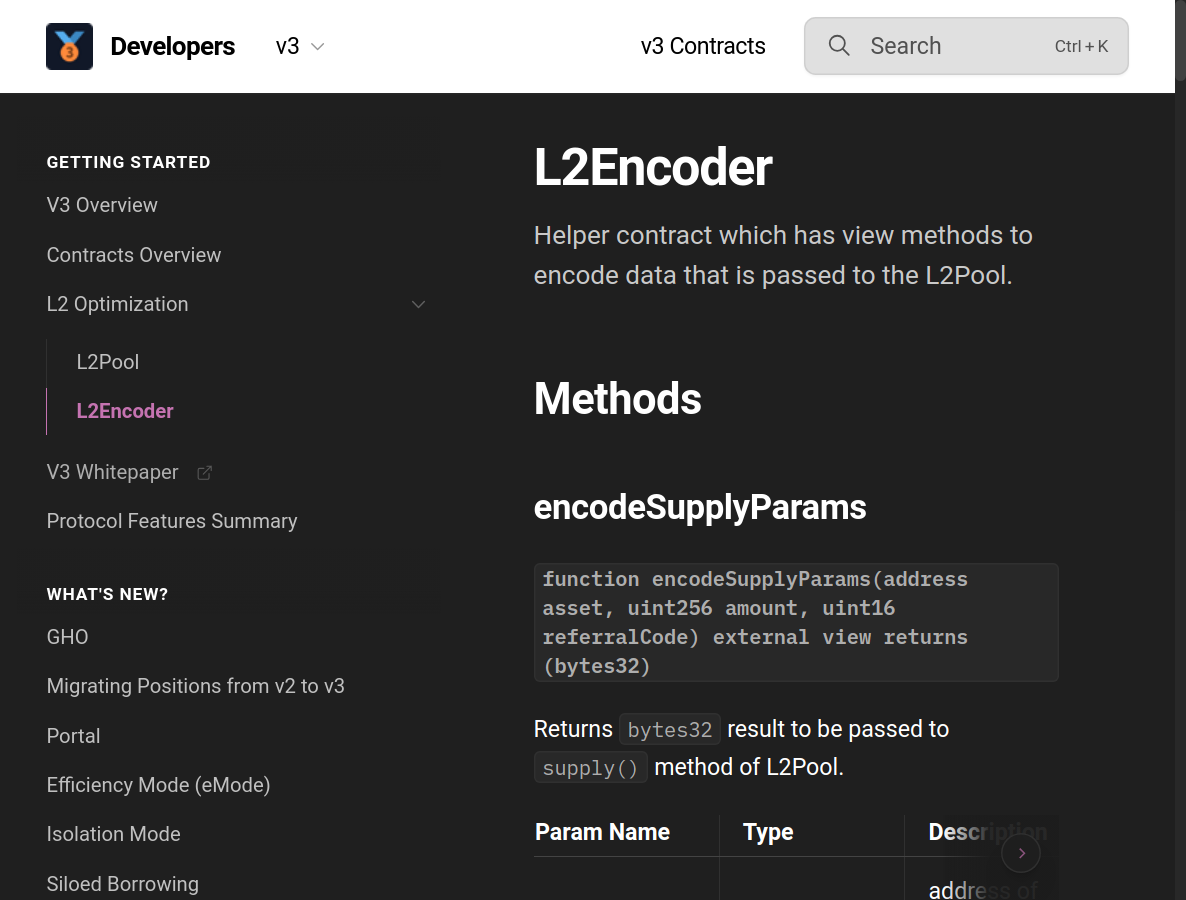 Developers
v3
v3 Contracts
Search
Ctrl + K
GETTING STARTED
V3 Overview
Contracts Overview
L2 Optimization
L2Pool
L2Encoder
V3 Whitepaper
Protocol Features Summary
WHAT'S NEW?
GHO
Migrating Positions from v2 to v3
Portal
Efficiency Mode (eMode)
Isolation Mode
Siloed Borrowing
L2Encoder
Helper contract which has view methods to
encode data that is passed to the L2Pool.
Methods
encodeSupplyParams
function encodeSupplyParams(address
asset, uint256 amount, uint16
referralCode) external view returns
(bytes32)
Returns bytes32 result to be passed to
supply() method of L2Pool.
Param Name
Type
Description
address of